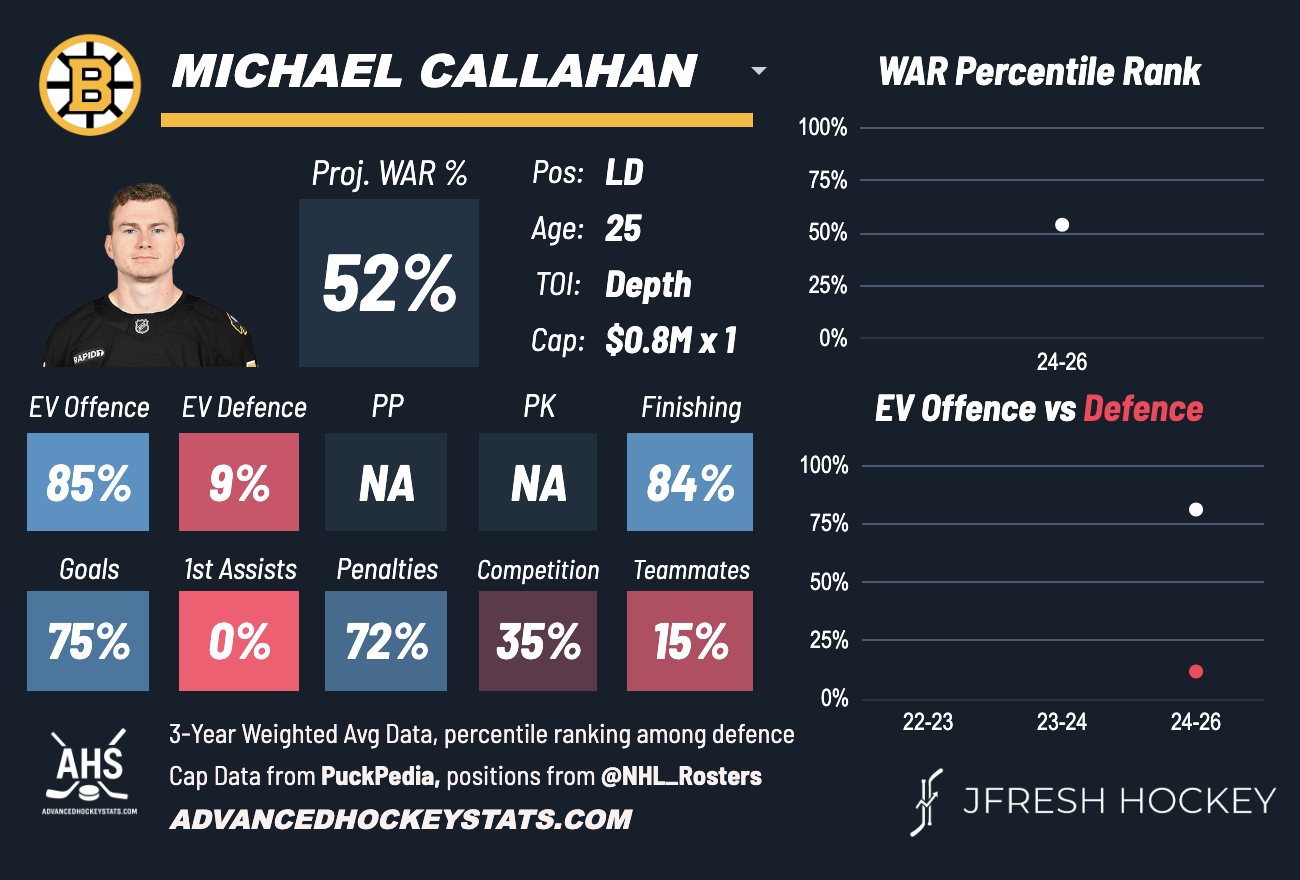 B
MICHAEL CALLAHAN
WAR Percentile Rank
Proj. WAR %
52%
Pos: LD
Age: 25
TOI: Depth
Cap: $0.8M x 1
RAPID7
100%
75%
50%
25%
0%
24-26
EV Offence
EV Defence
PP
PK
Finishing
85%
9%
NA
NA
84%
Goals
1st Assists
Penalties
Competition
Teammates
75%
0%
72%
35%
15%
EV Offence vs Defence
100%
75%
50%
25%
0%
22-23
23-24
24-26
AHS
ADVANCEDHOCKEYSTATS.COM
3-Year Weighted Avg Data, percentile ranking among defence
Cap Data from PuckPedia, positions from @NHL_Rosters
ADVANCEDHOCKEYSTATS.COM
JFRESH HOCKEY